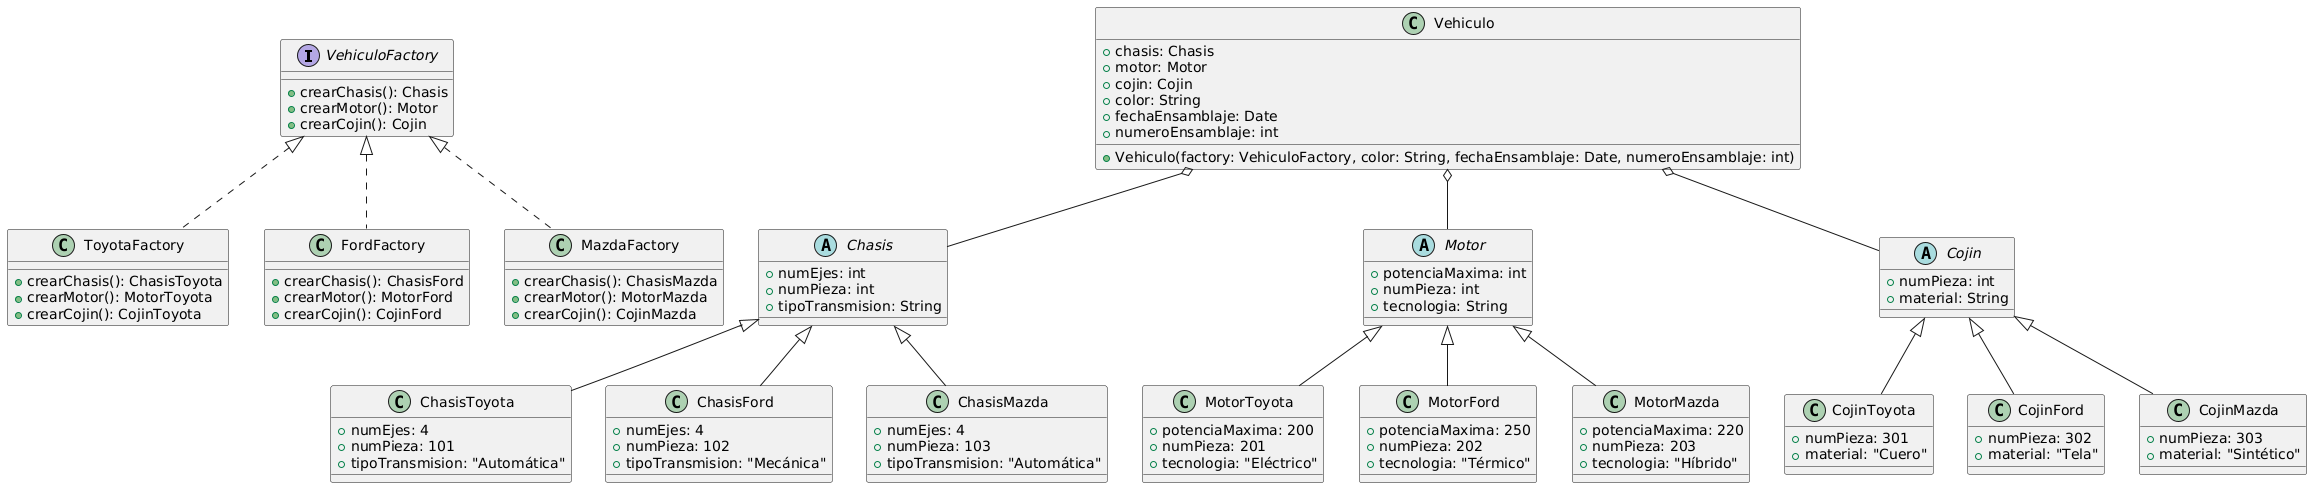 I VehiculoFactory
crearChasis(): Chasis
crearMotor(): Motor
crearCojin(): Cojin
C Vehiculo
chasis: Chasis
motor: Motor
cojin: Cojin
color: String
fechaEnsamblaje: Date
numeroEnsamblaje: int
Vehiculo(factory: VehiculoFactory, color: String, fechaEnsamblaje: Date, numeroEnsamblaje: int)
C ToyotaFactory
crearChasis(): ChasisToyota
crearMotor(): MotorToyota
crearCojin(): CojinToyota
C FordFactory
crearChasis(): ChasisFord
crearMotor(): MotorFord
crearCojin(): CojinFord
C MazdaFactory
crearChasis(): ChasisMazda
crearMotor(): MotorMazda
crearCojin(): CojinMazda
A Chasis
numEjes: int
numPieza: int
tipoTransmision: String
A Motor
potenciaMaxima: int
numPieza: int
tecnologia: String
A Cojin
numPieza: int
material: String
C ChasisToyota
numEjes: 4
numPieza: 101
tipoTransmision: "Automática"
C ChasisFord
numEjes: 4
numPieza: 102
tipoTransmision: "Mecánica"
C ChasisMazda
numEjes: 4
numPieza: 103
tipoTransmision: "Automática"
C MotorToyota
potenciaMaxima: 200
numPieza: 201
tecnologia: "Eléctrico"
C MotorFord
potenciaMaxima: 250
numPieza: 202
tecnologia: "Térmico"
C MotorMazda
potenciaMaxima: 220
numPieza: 203
tecnologia: "Híbrido"
C CojinToyota
numPieza: 301
material: "Cuero"
C CojinFord
numPieza: 302
material: "Tela"
C CojinMazda
numPieza: 303
material: "Sintético"